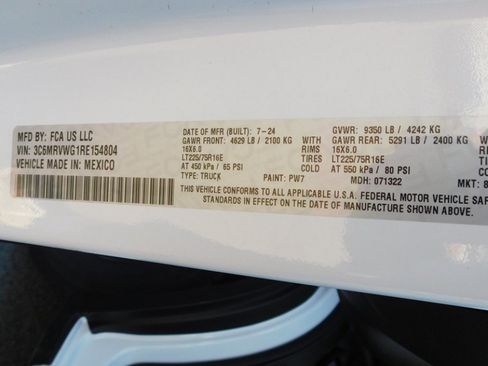 MFD BY: FCA US LLC
VIN: 3C6MRVWG1RE154804
VEHICLE MADE IN: MEXICO
DATE OF MFR (BUILT): 7-24 GVWR: 9350 LB / 4242 KG
GAWR FRONT: 4629 LB / 2100 KG GAWR REAR: 5291 LB / 2400 KG
16X6.0 RIMS 16X6.0
LT225/75R16E TIRES LT225/75R16E
AT 450 kPa / 65 PSI COLD AT 550 kPa / 80 PSI
TYPE: TRUCK PAINT: PW7 MDH: 071322 MKT:
THIS VEHICLE CONFORMS TO ALL APPLICABLE U.S.A. FEDERAL MOTOR VEHICLE
STANDARDS IN EFFECT ON THE DATE OF MANUFACTURE SHOWN ABOVE.